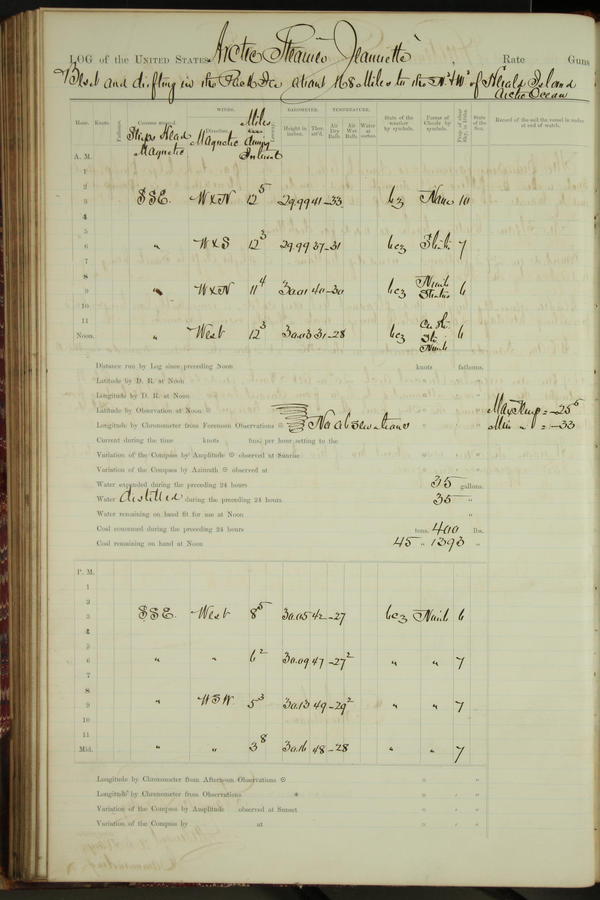 LOG of the UNITED STATES Arctic Steamer Jeannette, Rate Guns
Beset and drifting in the Pack Ice about 168 Miles to the N.&W'd of Herald Island
Arctic Ocean
Hour. Knots. Fathoms. Courses steered. WINDS. Direction. BAROMETER. Height in inches. Ther. att'd. TEMPERATURE. Air Dry Bulb. Air Wet Bulb. Water at surface. State of the weather by symbols. Forms of Clouds by symbols. Prop. of clear Sky, in 10ths. State of the Sea. Record of the sail the vessel is under at end of watch.
Ships Head Magnetic Magnetic Miles during Interval
A. M.
1
2
3 SSE. WxN 12 5 29.99 41 -33 bcz None 10
4
5
6 " WxS 12 3 29.99 37 -31 bcz 7
7
8
9 " WxN 11 4 30.01 40 -30 bcz 6
10
11
Noon. " West 12 3 30.03 31 -28 bcz 6
Distance run by Log since preceding Noon knots fathoms.
Latitude by D. R. at Noon
Longitude by D. R. at Noon
Latitude by Observation at Noon Max Temp = -25 5
Longitude by Chronometer from Forenoon Observations No observations Min " = -33
Current during the time knots fms. per hour, setting to the
Variation of the Compass by Amplitude observed at Sunrise
Variation of the Compass by Azimuth observed at
Water expended during the preceding 24 hours 35 gallons.
Water distilled during the preceding 24 hours 35 "
Water remaining on hand fit for use at Noon "
Coal consumed during the preceding 24 hours tons, 400 lbs.
Coal remaining on hand at Noon 45 " 1393 "
P. M.
1
2
3 SSE. West 8 5 30.05 42 -27 bcz Nimb 6
4
5
6 " " 6 2 30.09 47 -27 2 " " 7
7
8
9 " WSW. 5 3 30.13 49 -29 2 " " 7
10
11
Mid. " " 3 8 30.16 48 -28 " " 7
Longitude by Chronometer from Afternoon Observations
Longitude by Chronometer from Observations
Variation of the Compass by Amplitude observed at Sunset
Variation of the Compass by at